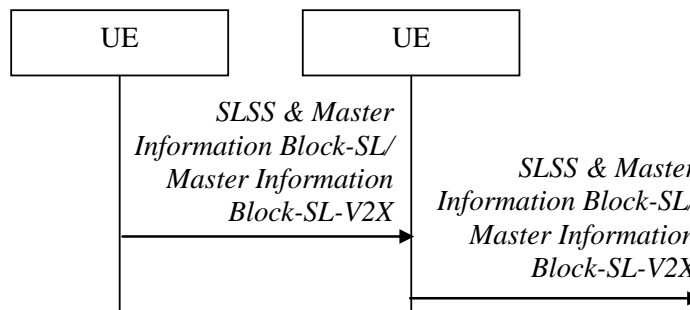 UE
UE
SLSS & Master
Information Block-SL/
Master Information
Block-SL-V2X
SLSS & Master
Information Block-SL/
Master Information
Block-SL-V2X